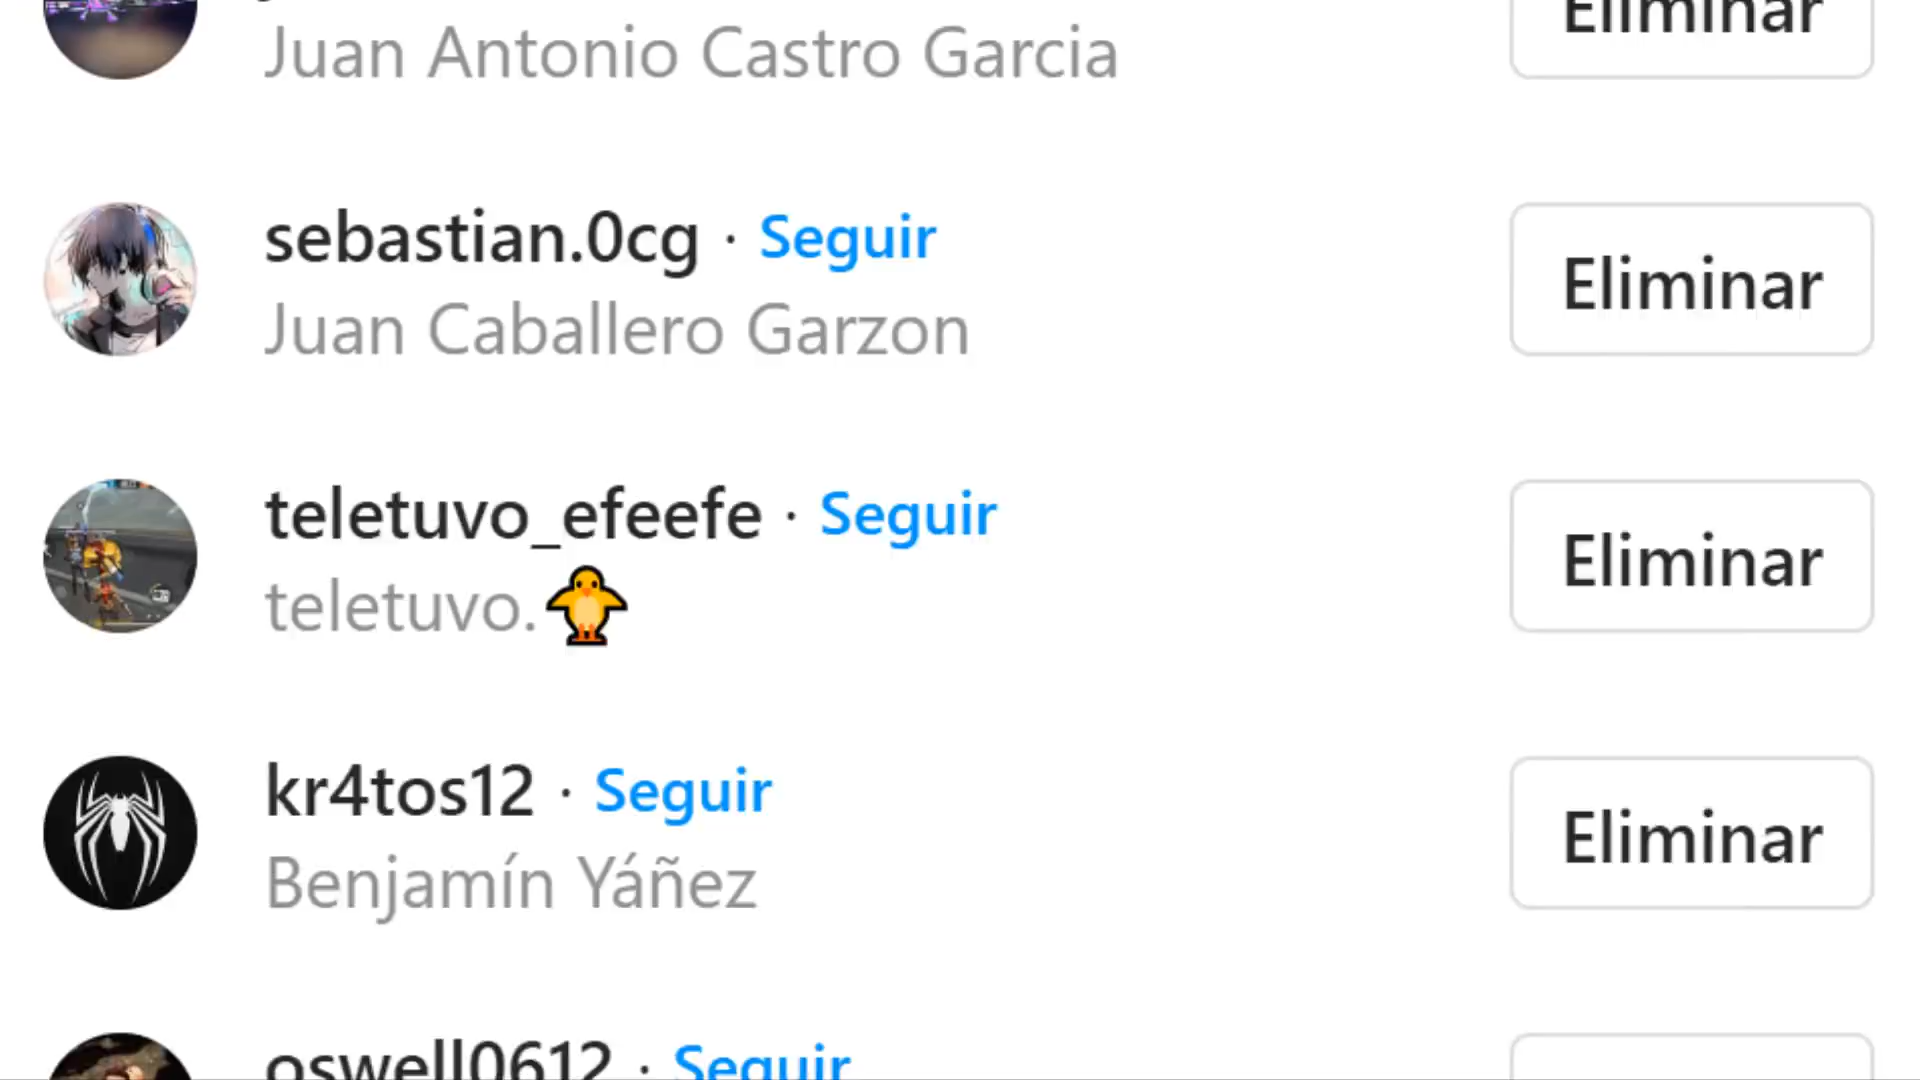 Juan Antonio Castro Garcia
Eliminar
sebastian.0cg · Seguir
Juan Caballero Garzon
Eliminar
teletuvo_efeefe · Seguir
teletuvo.🐥
Eliminar
kr4tos12 · Seguir
Benjamín Yáñez
Eliminar
oswell0612 · Seguir